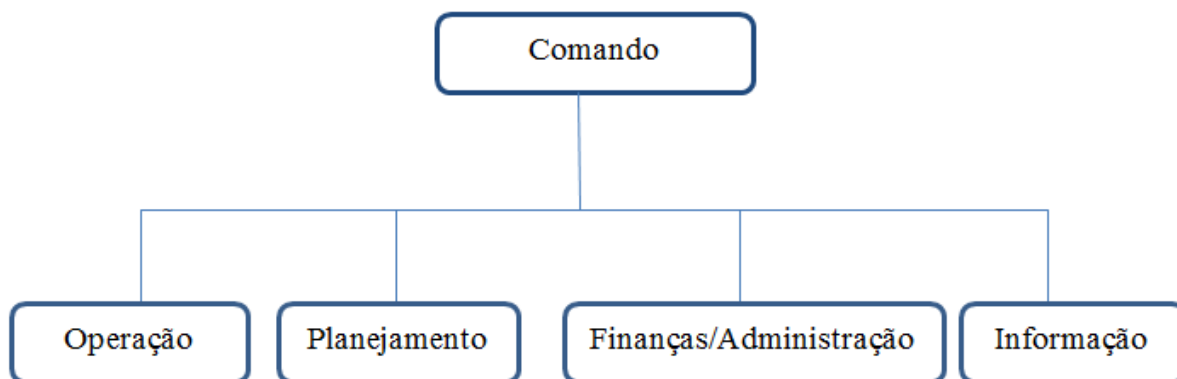 Comando
Operação
Planejamento
Finanças/Administração
Informação